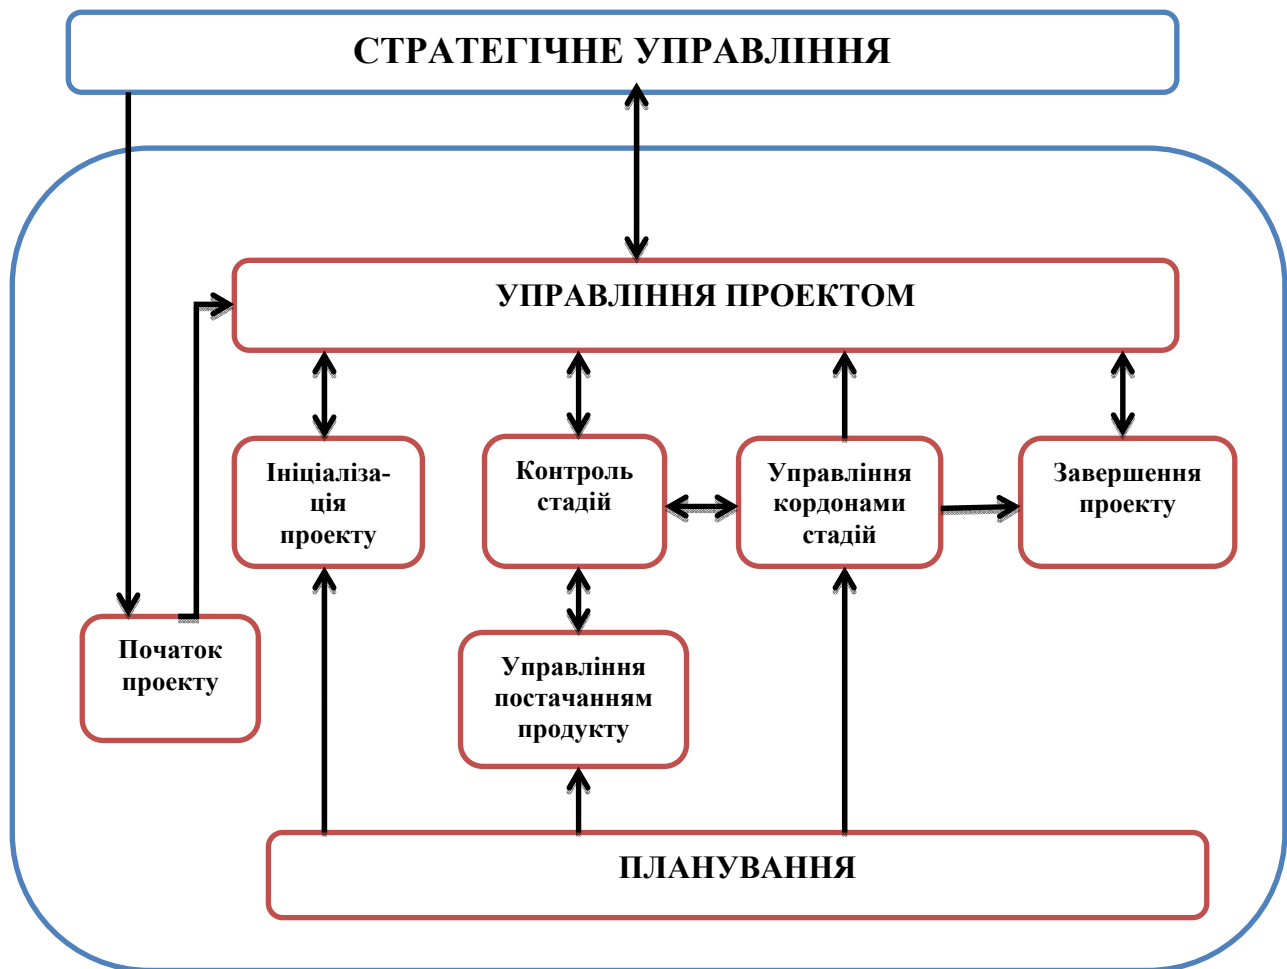 СТРАТЕГІЧНЕ УПРАВЛІННЯ
УПРАВЛІННЯ ПРОЕКТОМ
Ініціаліза-
ція
проекту
Контроль
стадій
Управління
кордонами
стадій
Завершення
проекту
Початок
проекту
Управління
постачанням
продукту
ПЛАНУВАННЯ